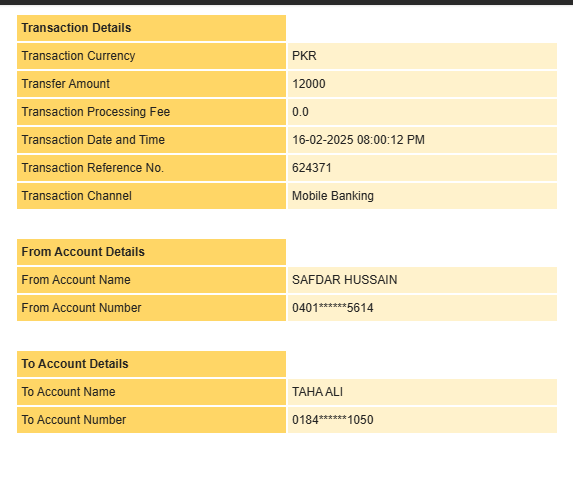 Transaction Details
Transaction Currency PKR
Transfer Amount 12000
Transaction Processing Fee 0.0
Transaction Date and Time 16-02-2025 08:00:12 PM
Transaction Reference No. 624371
Transaction Channel Mobile Banking
From Account Details
From Account Name SAFDAR HUSSAIN
From Account Number 0401******5614
To Account Details
To Account Name TAHA ALI
To Account Number 0184******1050